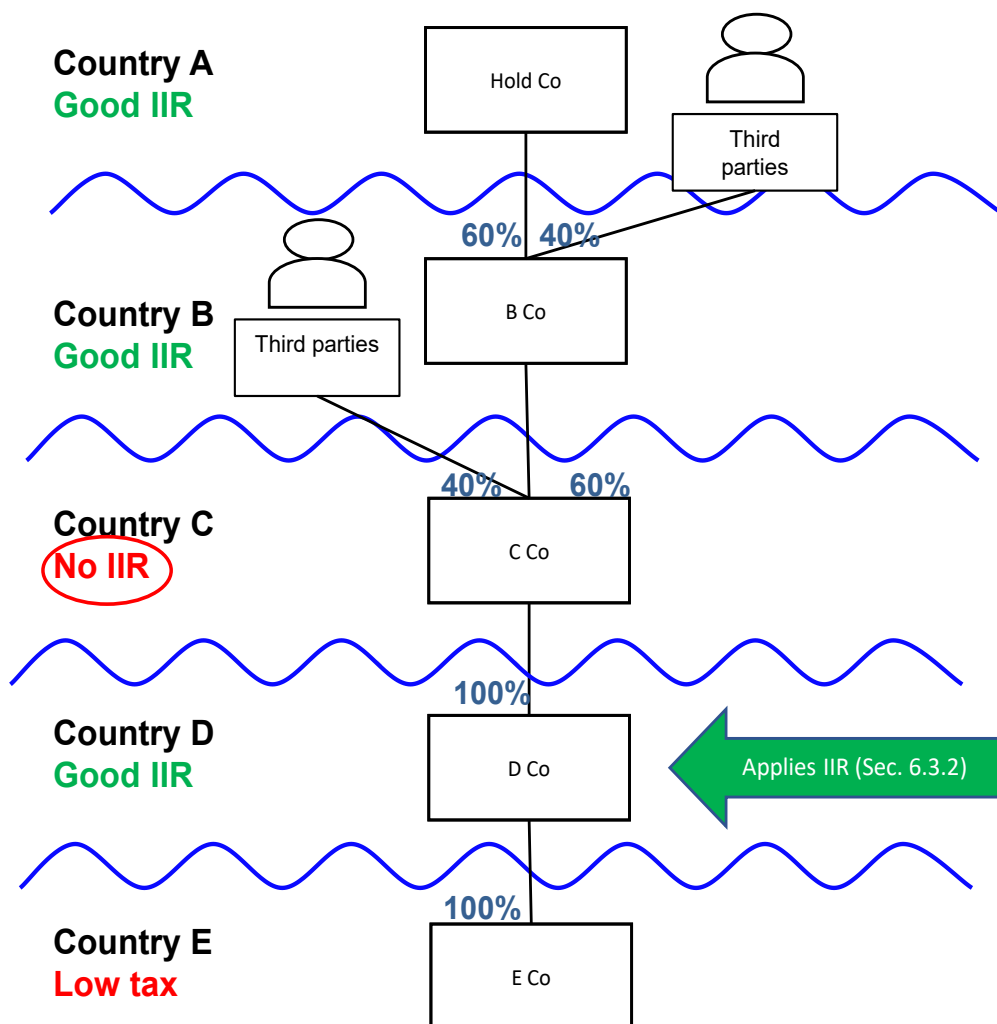 Country A
Good IIR
Hold Co
Third
parties
60% 40%
Country B
Good IIR
Third parties
B Co
40% 60%
Country C
No IIR
C Co
100%
Country D
Good IIR
D Co
Applies IIR (Sec. 6.3.2)
100%
Country E
Low tax
E Co